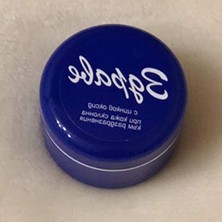 Здраве
с цинков оксид
при кожа склонна
към раздразнения